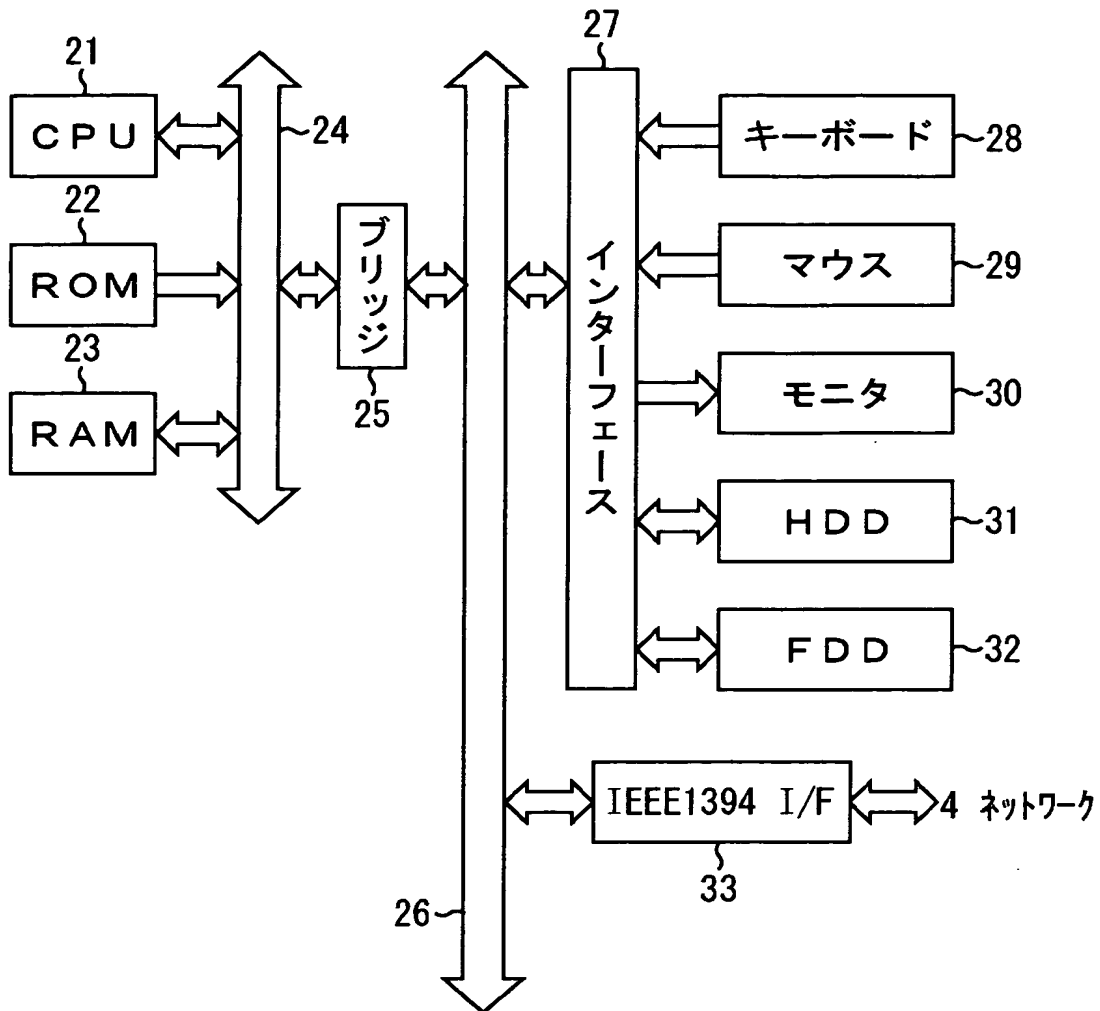 21
CPU
22
ROM
23
RAM
24
ブリッジ
25
26
27
インターフェース
キーボード
28
マウス
29
モニタ
30
HDD
31
FDD
32
IEEE1394 I/F
33
4 ネットワーク